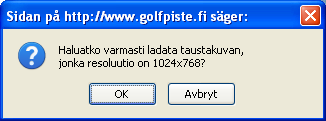 Sidan på http://www.golfpiste.fi säger:
Haluatko varmasti ladata taustakuvan,
jonka resoluutio on 1024x768?
OK
Avbryt